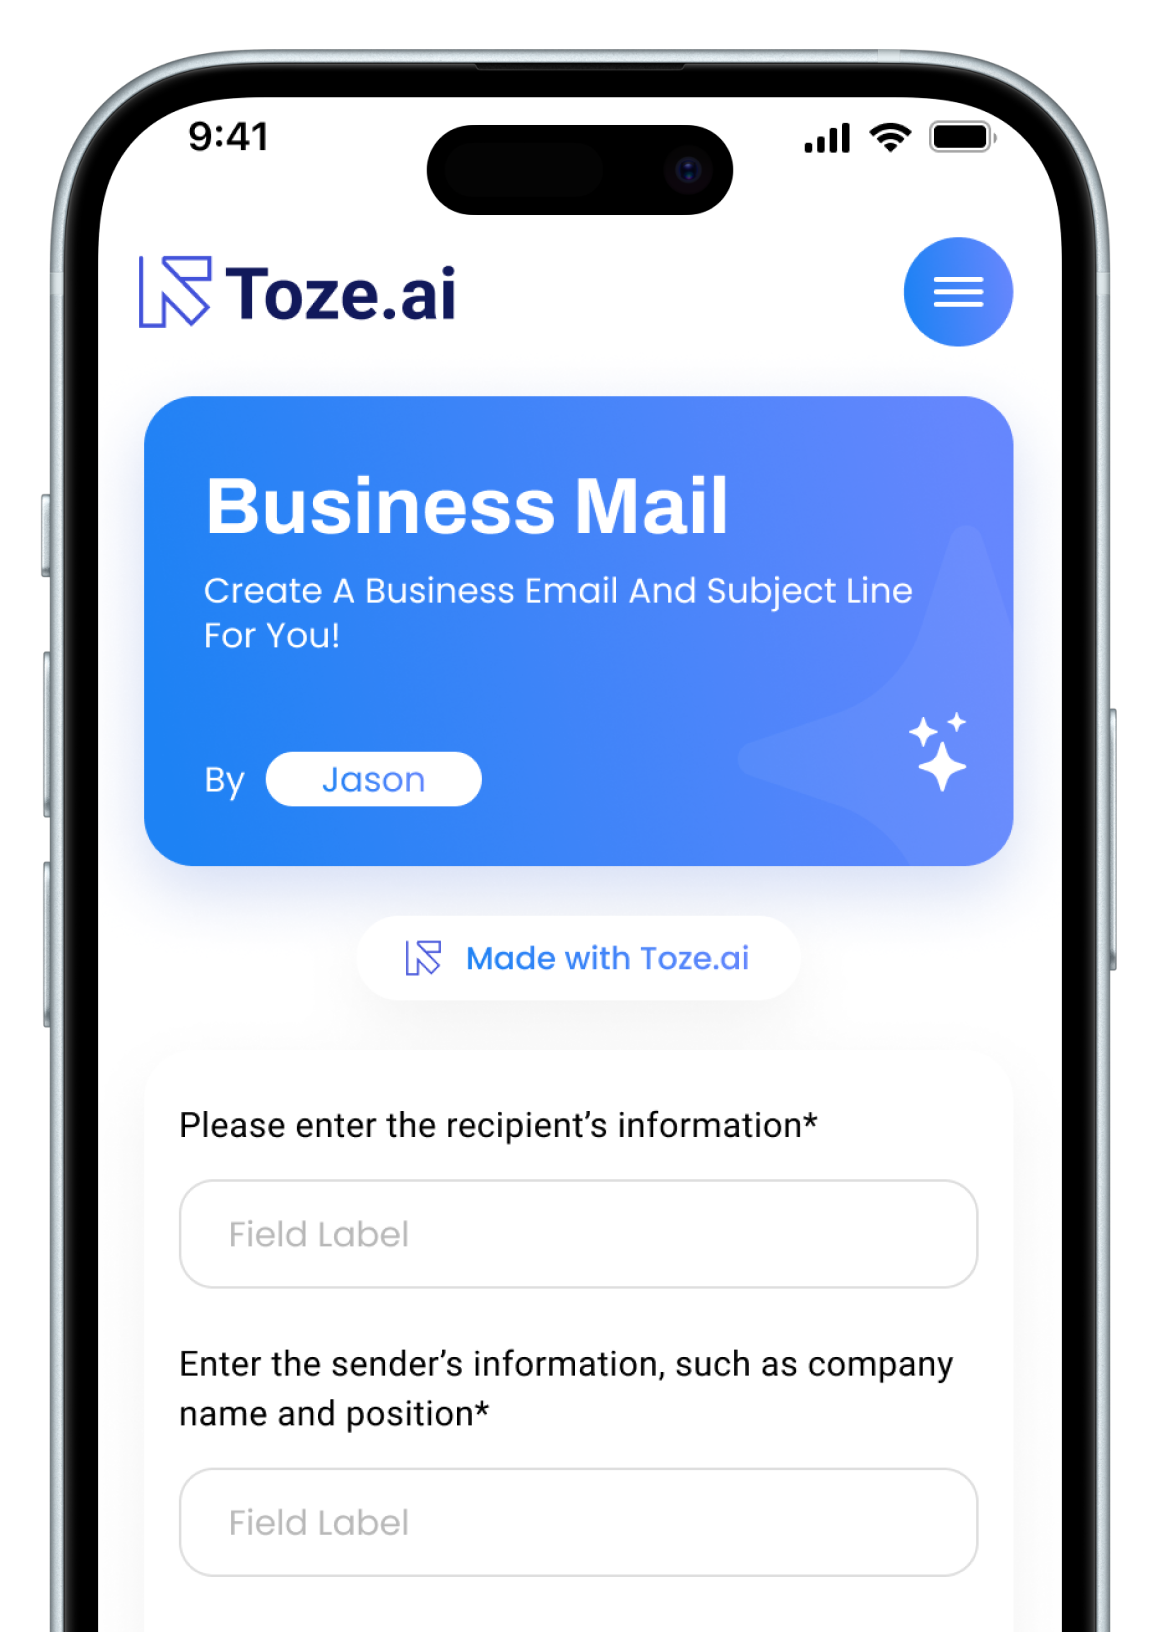 9:41
Toze.ai
Business Mail
Create A Business Email And Subject Line
For You!
By Jason
Made with Toze.ai
Please enter the recipient’s information*
Field Label
Enter the sender’s information, such as company
name and position*
Field Label